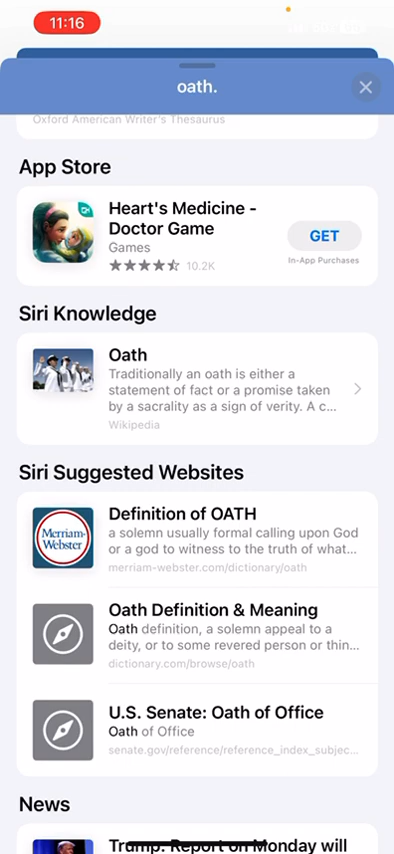 11:16
oath.
Oxford American Writer's Thesaurus
App Store
Heart's Medicine -
Doctor Game
Games
10.2K
GET
In-App Purchases
Siri Knowledge
Oath
Traditionally an oath is either a
statement of fact or a promise taken
by a sacrality as a sign of verity. A c...
Wikipedia
Siri Suggested Websites
Merriam-
Webster
Definition of OATH
a solemn usually formal calling upon God
or a god to witness to the truth of what...
merriam-webster.com/dictionary/oath
Oath Definition & Meaning
Oath definition, a solemn appeal to a
deity, or to some revered person or thin...
dictionary.com/browse/oath
U.S. Senate: Oath of Office
Oath of Office
senate.gov/reference/reference_index_subjec...
News
Trump: Report on Monday will